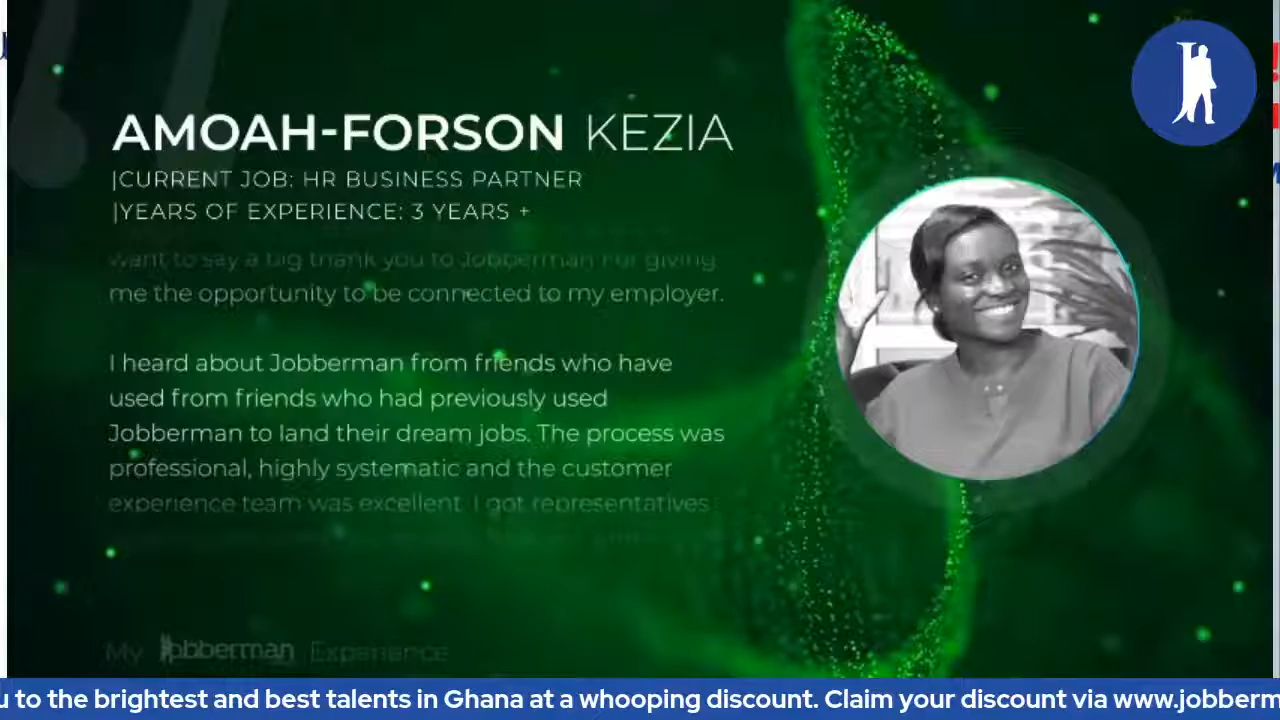 AMOAH-FORSON KEZIA
|CURRENT JOB: HR BUSINESS PARTNER
|YEARS OF EXPERIENCE: 3 YEARS +
want to say a big thank you to Jobberman for giving
me the opportunity to be connected to my employer.
I heard about Jobberman from friends who have
used from friends who had previously used
Jobberman to land their dream jobs. The process was
professional, highly systematic and the customer
experience team was excellent. I got representatives
My Jobberman Experience
u to the brightest and best talents in Ghana at a whooping discount. Claim your discount via www.jobberm